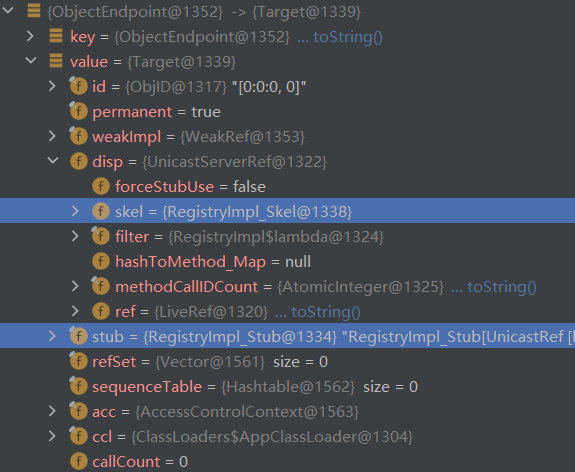 {ObjectEndpoint@1352} -> {Target@1339}
key = {ObjectEndpoint@1352} ... toString()
value = {Target@1339}
id = {ObjID@1317} "[0:0:0, 0]"
permanent = true
weakImpl = {WeakRef@1353}
disp = {UnicastServerRef@1322}
forceStubUse = false
skel = {RegistryImpl_Skel@1338}
filter = {RegistryImpl$lambda@1324}
hashToMethod_Map = null
methodCallIDCount = {AtomicInteger@1325} ... toString()
ref = {LiveRef@1320} ... toString()
stub = {RegistryImpl_Stub@1334} "RegistryImpl_Stub[UnicastRef [
refSet = {Vector@1561} size = 0
sequenceTable = {Hashtable@1562} size = 0
acc = {AccessControlContext@1563}
ccl = {ClassLoaders$AppClassLoader@1304}
callCount = 0